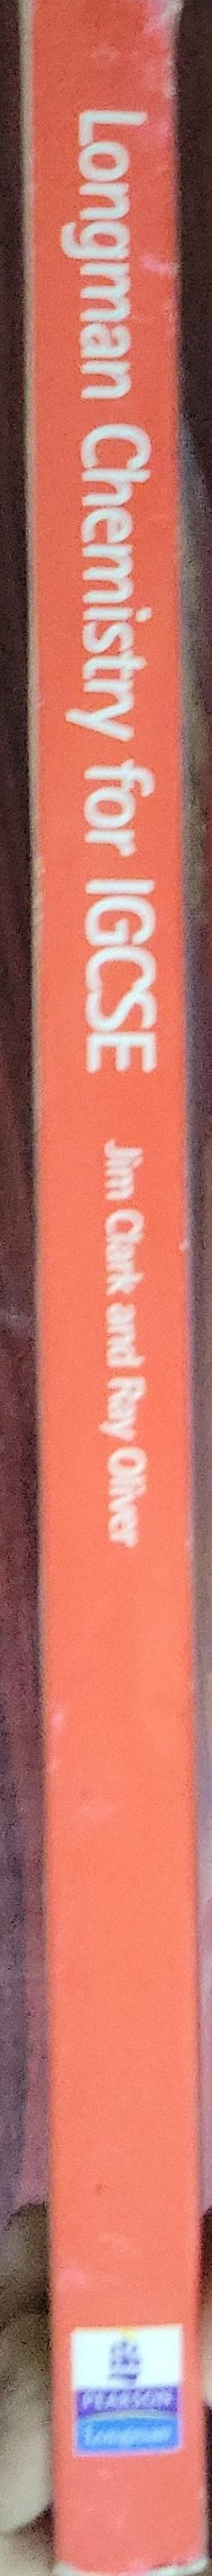 Longman Chemistry for IGCSE
Jim Clark and Ray Oliver
PEARSON
Longman